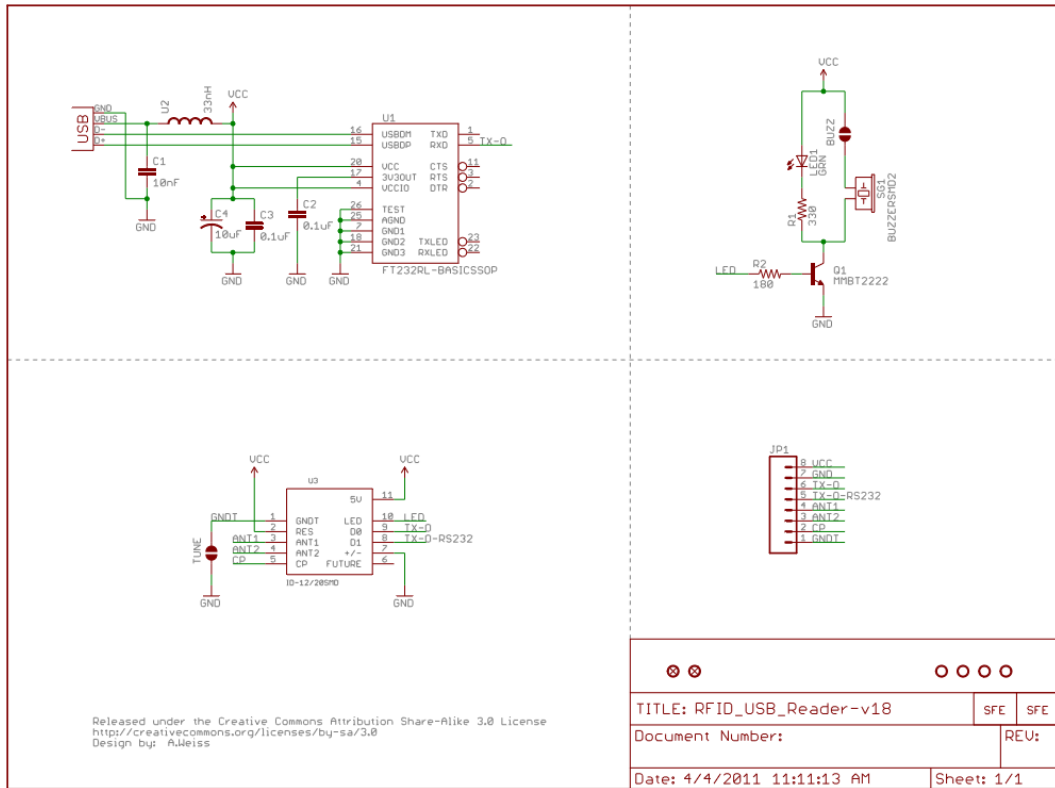 GND
VBUS
D-
D+
USB
U2
33nH
VCC
C1
10nF
GND
C4
10uF
C3
0.1uF
GND
C2
0.1uF
GND
GND
U1
16 USBDM TXD 1
15 USBDP RXD 5 TX-O
20 VCC CTS 11
17 3V3OUT RTS 3
4 VCCIO DTR 2
26 TEST
25 AGND
7 GND1
18 GND2 TXLED 23
21 GND3 RXLED 22
FT232RL-BASICSSOP
VCC
BUZZ
LED1
GRN
R1
330
SG1
BUZZERSMD2
LED
R2
180
Q1
MMBT2222
GND
VCC
VCC
U3
5V 11
GNDT 1 GNDT LED 10 LED
2 RES D0 9 TX-O
ANT1 3 ANT1 D1 8 TX-O-RS232
ANT2 4 ANT2 +/- 7
CP 5 CP FUTURE 6
TUNE
ID-12/20SMD
GND
GND
JP1
8 VCC
7 GND
6 TX-O
5 TX-O-RS232
4 ANT1
3 ANT2
2 CP
1 GNDT
Released under the Creative Commons Attribution Share-Alike 3.0 License
http://creativecommons.org/licenses/by-sa/3.0
Design by: A.Weiss
TITLE: RFID_USB_Reader-v18
SFE SFE
Document Number:
REV:
Date: 4/4/2011 11:11:13 AM
Sheet: 1/1